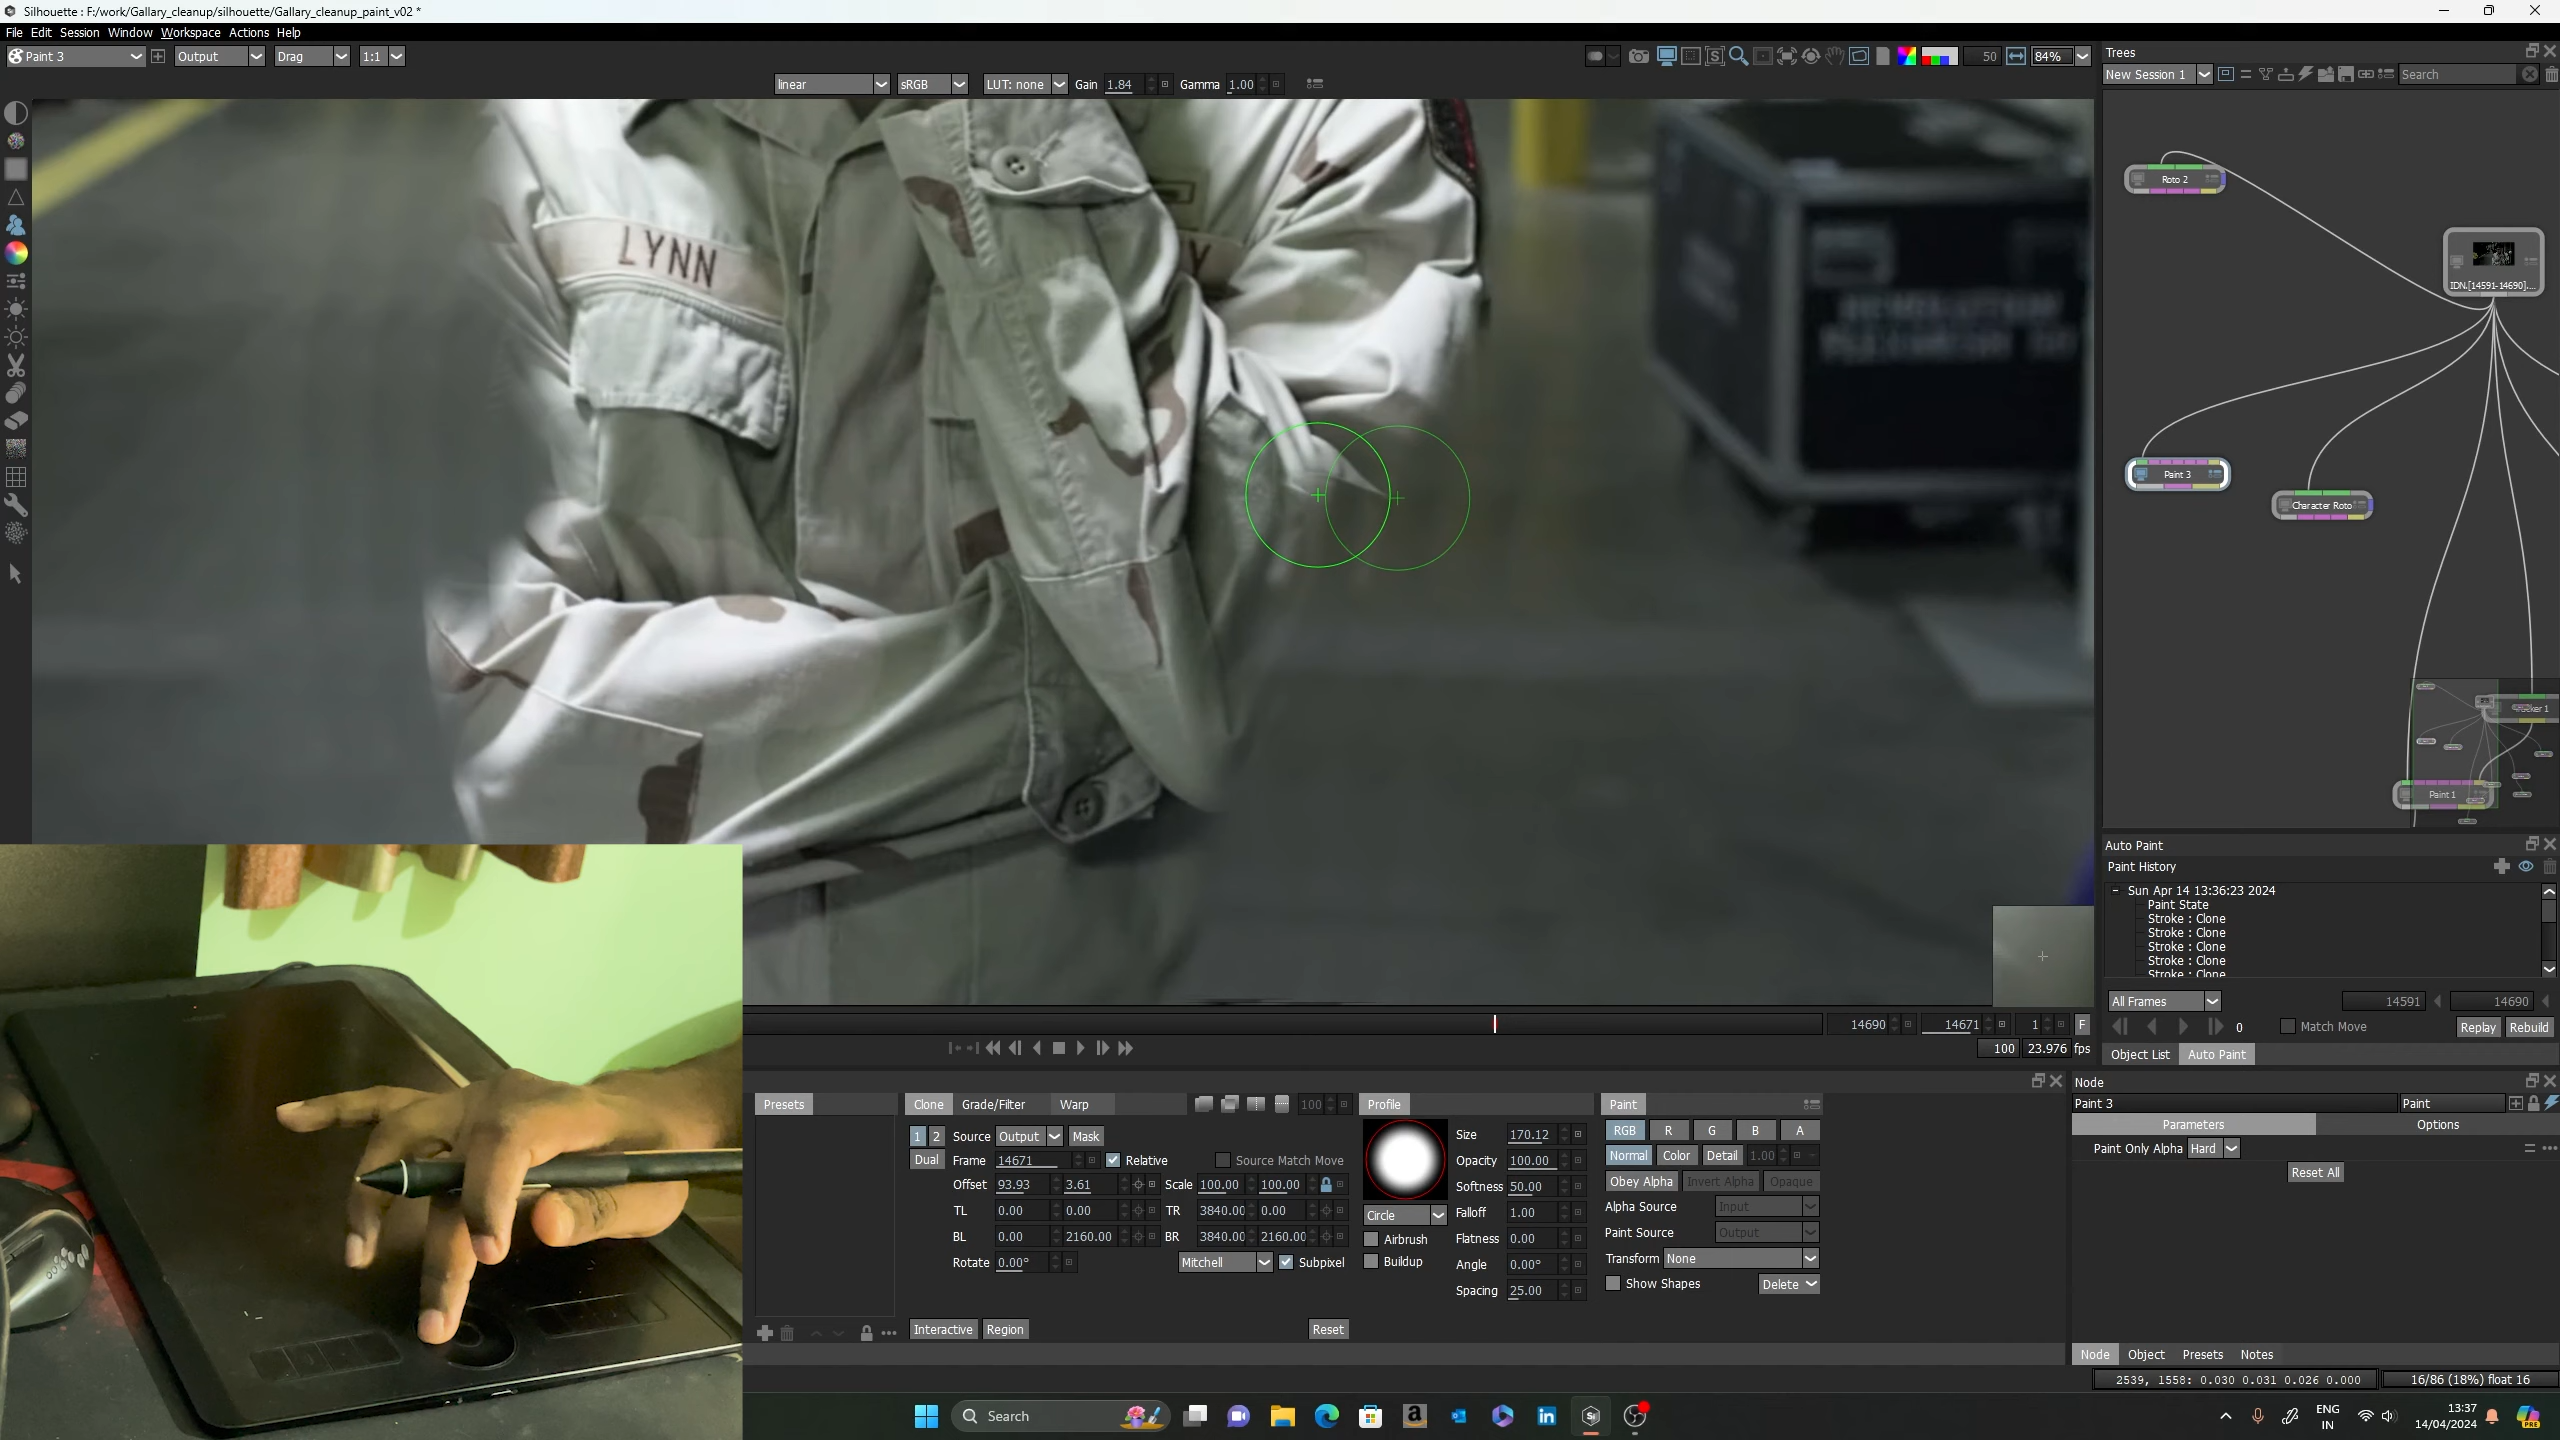 Silhouette : F:/work/Gallary_cleanup/silhouette/Gallary_cleanup_paint_v02 *
File Edit Session Window Workspace Actions Help
Paint 3 Output Drag 1:1 50 84%
linear sRGB LUT: none Gain 1.84 Gamma 1.00
Trees
New Session 1 Search
Roto 2
IDN.[14591-14690]....
Paint 3
Character Roto
Paint 1
LYNN
Y
Auto Paint
Paint History
Sun Apr 14 13:36:23 2024
Paint State
Stroke : Clone
Stroke : Clone
Stroke : Clone
Stroke : Clone
Stroke : Clone
All Frames 14591 14690
0 Match Move Replay Rebuild
Object List Auto Paint
14690 14671 1 F
100 23.976 fps
Presets
Clone Grade/Filter Warp 100
1 2 Source Output Mask
Dual Frame 14671 Relative Source Match Move
Offset 93.93 3.61 Scale 100.00 100.00
TL 0.00 0.00 TR 3840.00 0.00
BL 0.00 2160.00 BR 3840.00 2160.00
Rotate 0.00° Mitchell Subpixel
Interactive Region Reset
Profile
Circle
Airbrush
Buildup
Size 170.12
Opacity 100.00
Softness 50.00
Falloff 1.00
Flatness 0.00
Angle 0.00°
Spacing 25.00
Paint
RGB R G B A
Normal Color Detail 1.00
Obey Alpha Invert Alpha Opaque
Alpha Source Input
Paint Source Output
Transform None
Show Shapes Delete
Node
Paint 3 Paint
Parameters Options
Paint Only Alpha Hard
Reset All
Node Object Presets Notes
2539, 1558: 0.030 0.031 0.026 0.000 16/86 (18%) float 16
Search
ENG
IN
13:37
14/04/2024
PRE